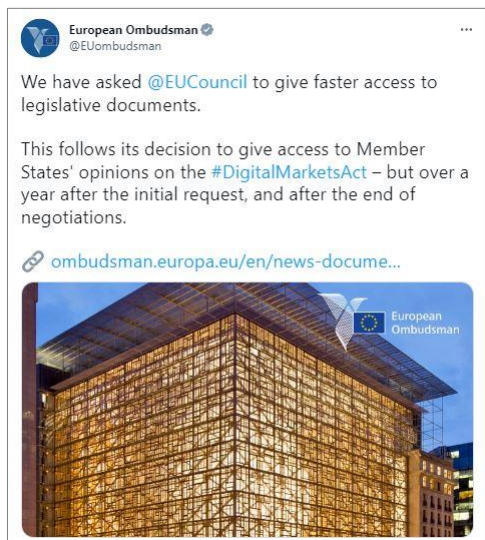 European Ombudsman
@EUombudsman
We have asked @EUCouncil to give faster access to
legislative documents.
This follows its decision to give access to Member
States' opinions on the #DigitalMarketsAct – but over a
year after the initial request, and after the end of
negotiations.
ombudsman.europa.eu/en/news-docume...
European
Ombudsman